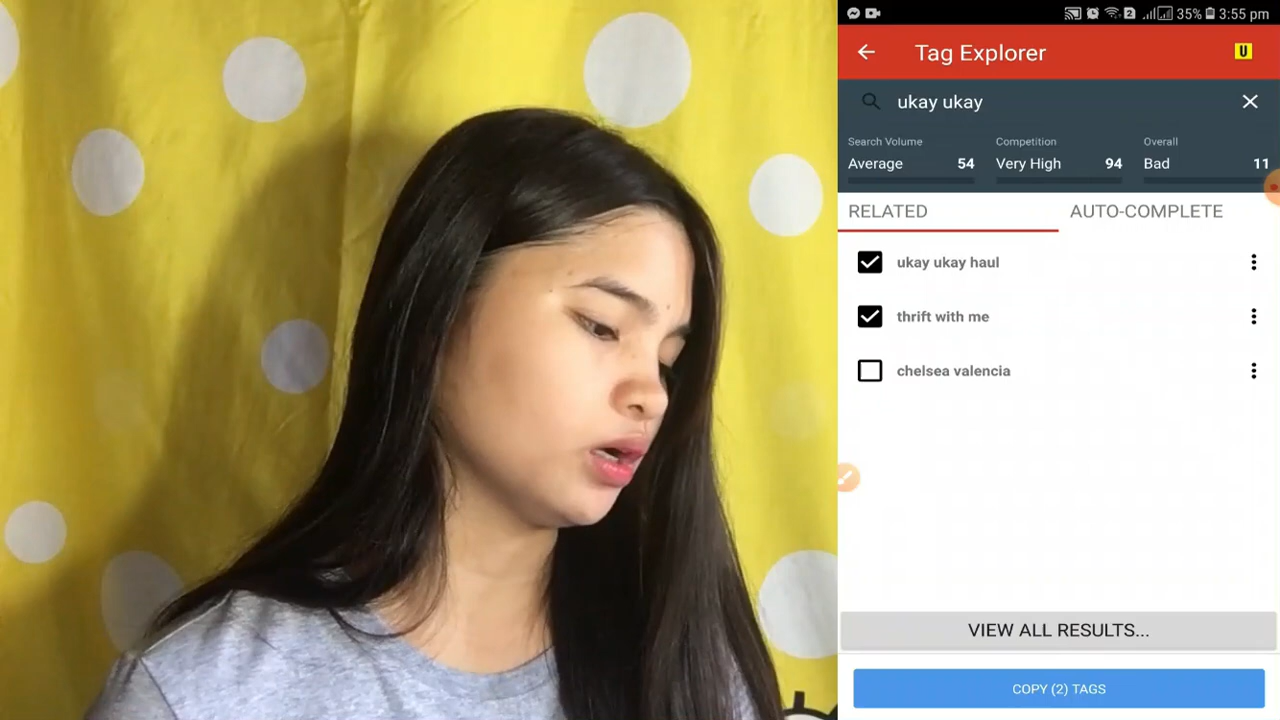 2 35% 3:55 pm
Tag Explorer U
ukay ukay
Search Volume Competition Overall
Average 54 Very High 94 Bad 11
RELATED AUTO-COMPLETE
ukay ukay haul
thrift with me
chelsea valencia
VIEW ALL RESULTS...
COPY (2) TAGS